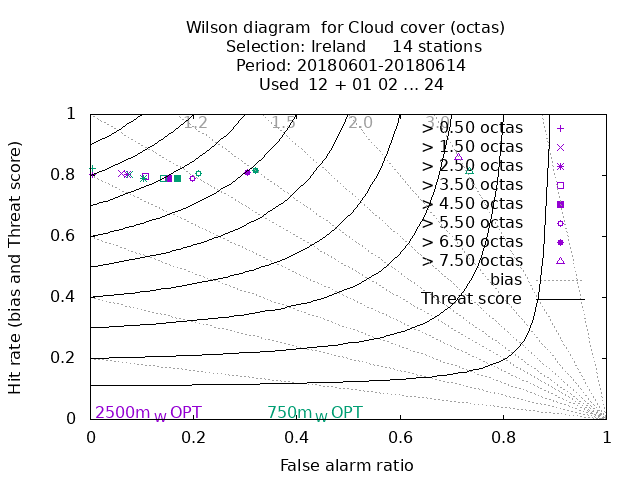 Wilson diagram  for Cloud cover (octas)
Selection: Ireland     14 stations
Period: 20180601-20180614
Used  12 + 01 02 ... 24
1
0.8
0.6
0.4
0.2
0
Hit rate (bias and Threat score)
1.2 1.5 2.0 3.0
> 0.50 octas
> 1.50 octas
> 2.50 octas
> 3.50 octas
> 4.50 octas
> 5.50 octas
> 6.50 octas
> 7.50 octas
bias
Threat score
2500m WOPT 750m WOPT
0 0.2 0.4 0.6 0.8 1
False alarm ratio